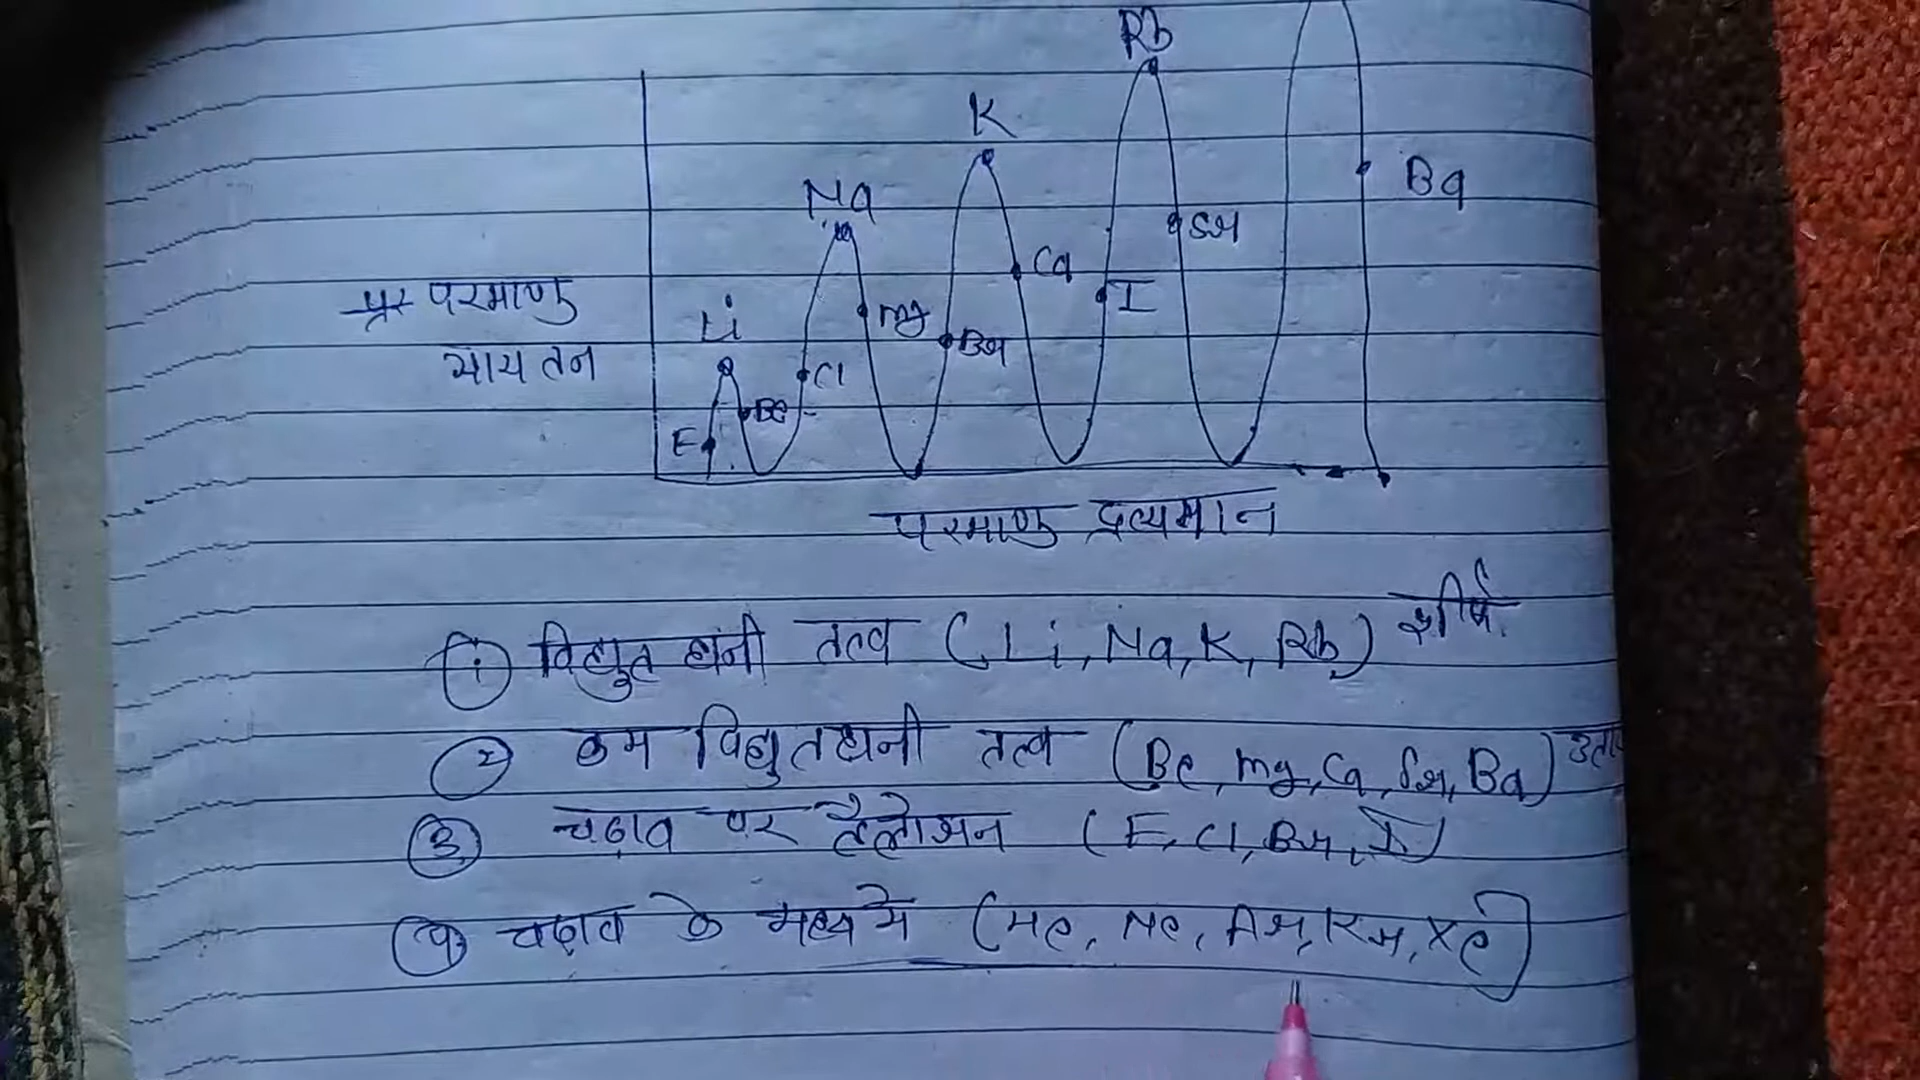 Rb
K
Na
Ba
Sr
Ca
परमाणु
Li
I
Mg
Br
आयतन
Cl
Be
F
परमाणु द्रव्यमान
① विद्युत धनी तत्व (Li, Na, K, Rb) शीर्ष.
② कम विद्युतधनी तत्व (Be, mg, Ca, Sr, Ba)
③ चढाव पर हैलोजन (F, Cl, Br, I)
④ चढाव के मध्य मे (He, Ne, Ar, Kr, Xe)